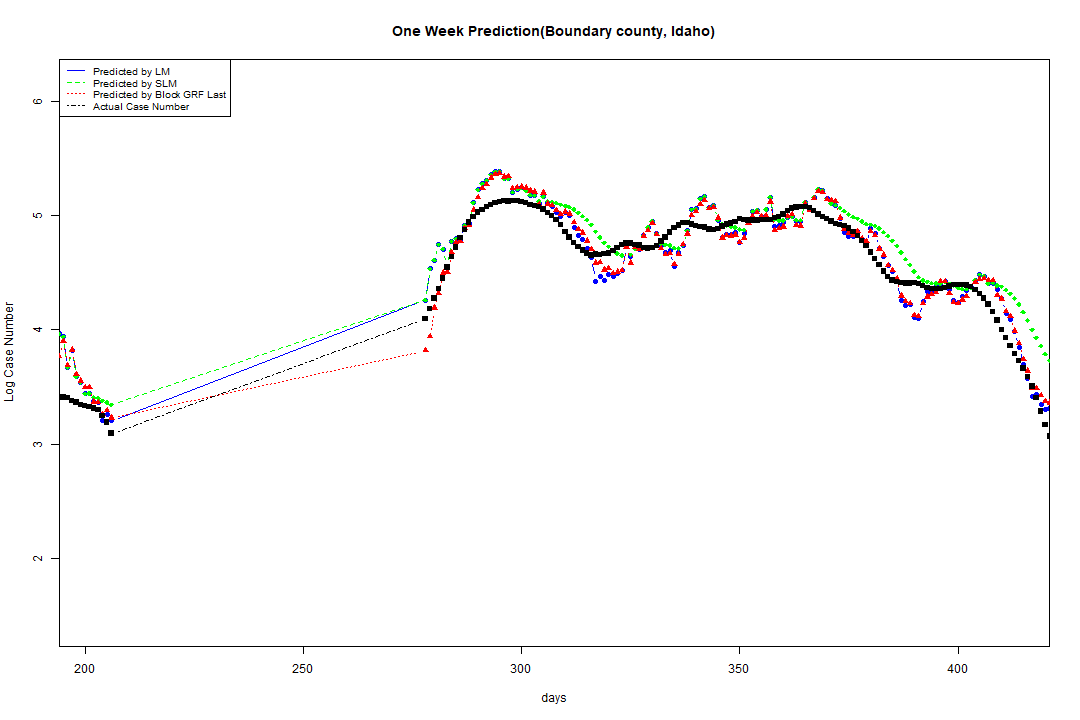 One Week Prediction(Boundary county, Idaho)
Predicted by LM
Predicted by SLM
Predicted by Block GRF Last
Actual Case Number
6
5
4
3
2
Log Case Number
200 250 300 350 400
days